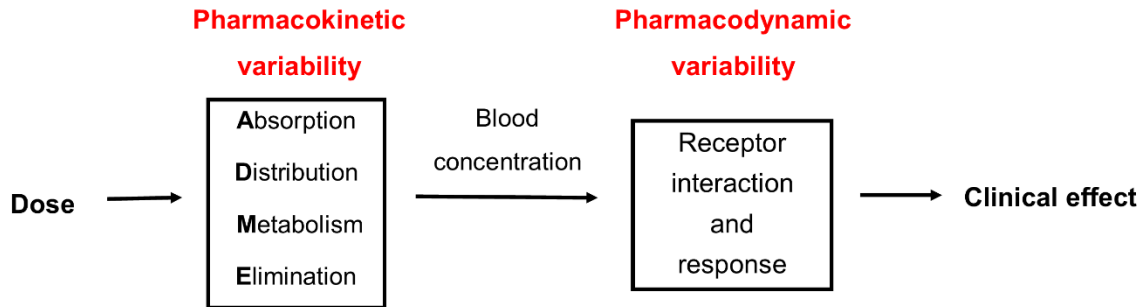 Pharmacokinetic
variability
Pharmacodynamic
variability
Dose
Absorption
Distribution
Metabolism
Elimination
Blood
concentration
Receptor
interaction
and
response
Clinical effect